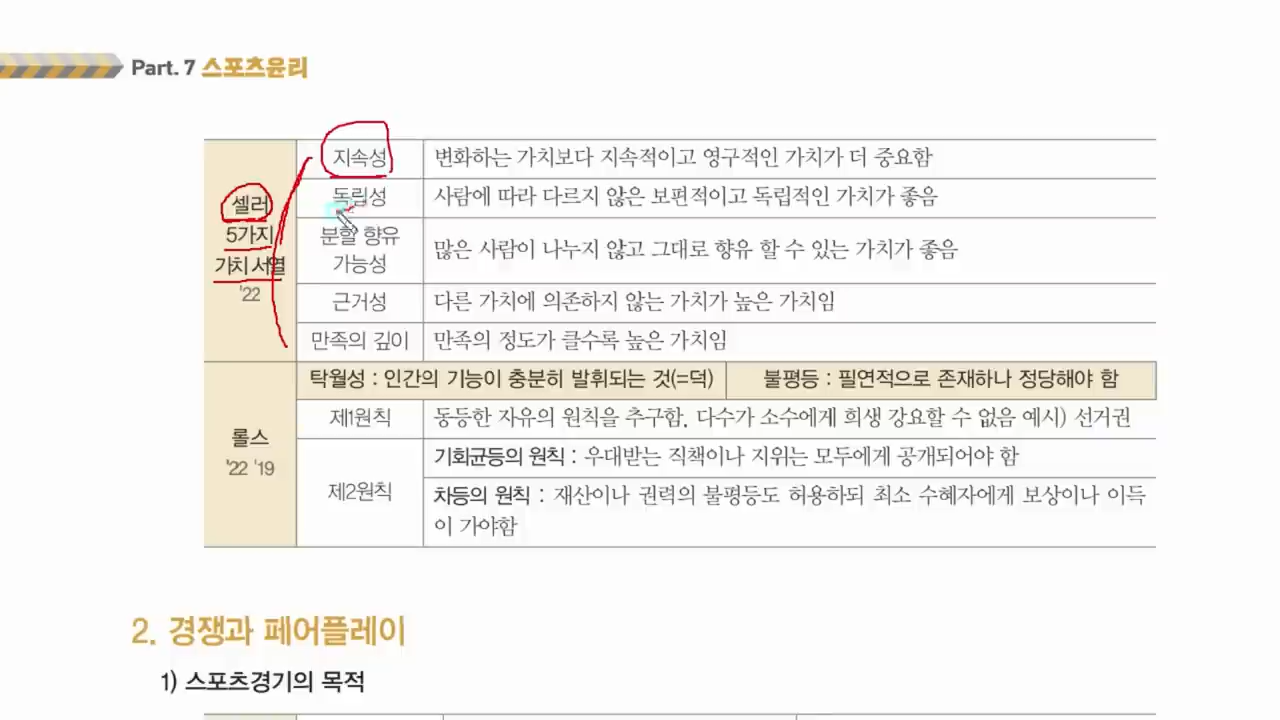 Part. 7 스포츠윤리
셀러
5가지
가치 서열
'22
지속성
변화하는 가치보다 지속적이고 영구적인 가치가 더 중요함
독립성
사람에 따라 다르지 않은 보편적이고 독립적인 가치가 좋음
분할 향유
가능성
많은 사람이 나누지 않고 그대로 향유 할 수 있는 가치가 좋음
근거성
다른 가치에 의존하지 않는 가치가 높은 가치임
만족의 깊이
만족의 정도가 클수록 높은 가치임
롤스
'22 '19
탁월성 : 인간의 기능이 충분히 발휘되는 것(=덕)
불평등 : 필연적으로 존재하나 정당해야 함
제1원칙
동등한 자유의 원칙을 추구함. 다수가 소수에게 희생 강요할 수 없음 예시) 선거권
제2원칙
기회균등의 원칙 : 우대받는 직책이나 지위는 모두에게 공개되어야 함
차등의 원칙 : 재산이나 권력의 불평등도 허용하되 최소 수혜자에게 보상이나 이득
이 가야함
2. 경쟁과 페어플레이
1) 스포츠경기의 목적